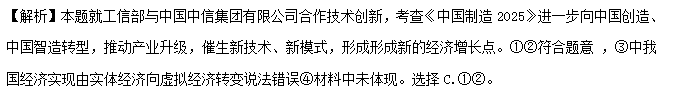 【解析】本题就工信部与中国中信集团有限公司合作技术创新，考查《中国制造 2025》进一步向中国创造、
中国智造转型，推动产业升级，催生新技术、新模式，形成形成新的经济增长点。①②符合题意 ，③中我
国经济实现由实体经济向虚拟经济转变说法错误④材料中未体现。选择 C.①②。